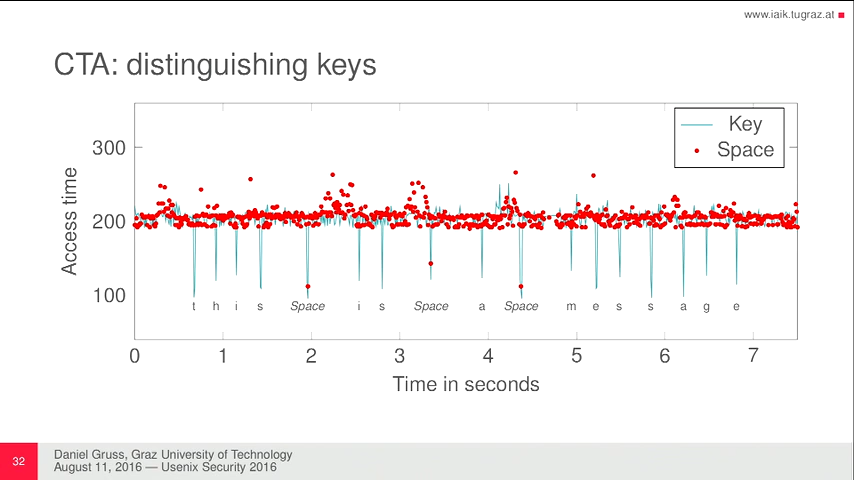 www.iaik.tugraz.at
CTA: distinguishing keys
Key
Space
300
200
100
Access time
t h i s Space i s Space a Space m e s s a g e
0 1 2 3 4 5 6 7
Time in seconds
32
Daniel Gruss, Graz University of Technology
August 11, 2016 — Usenix Security 2016